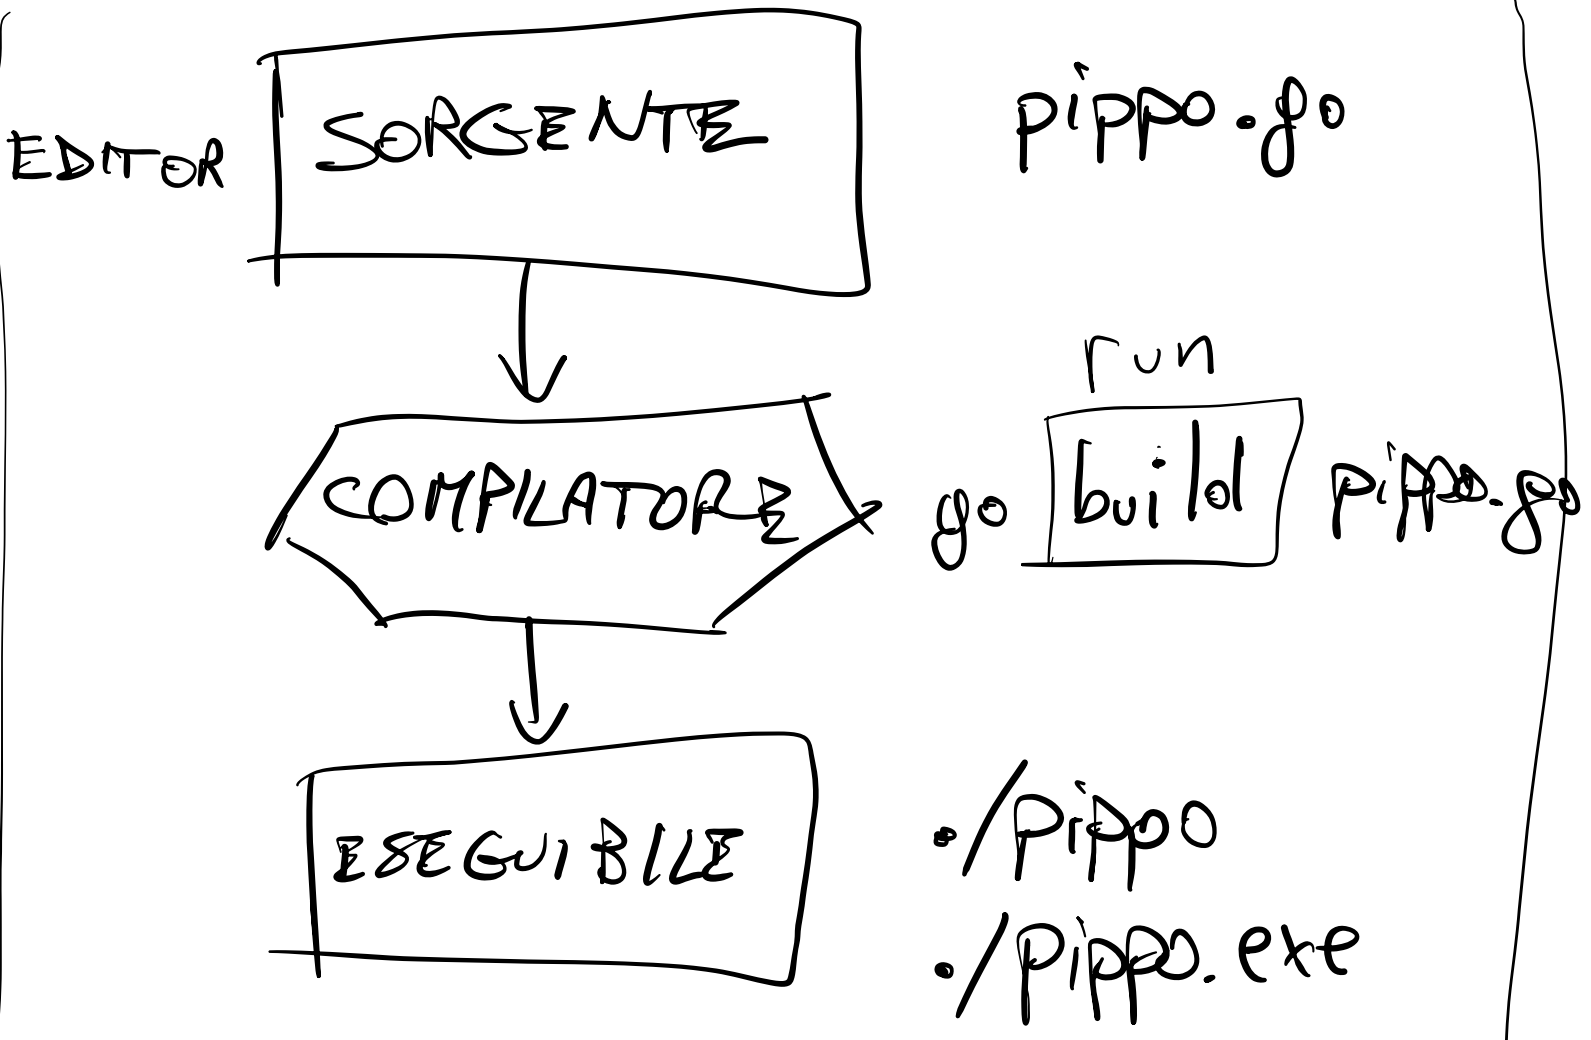 EDITOR
SORGENTE
pippo.go
run
COMPILATORE
go build pippo.go
ESEGUIBILE
./pippo
./pippo.exe